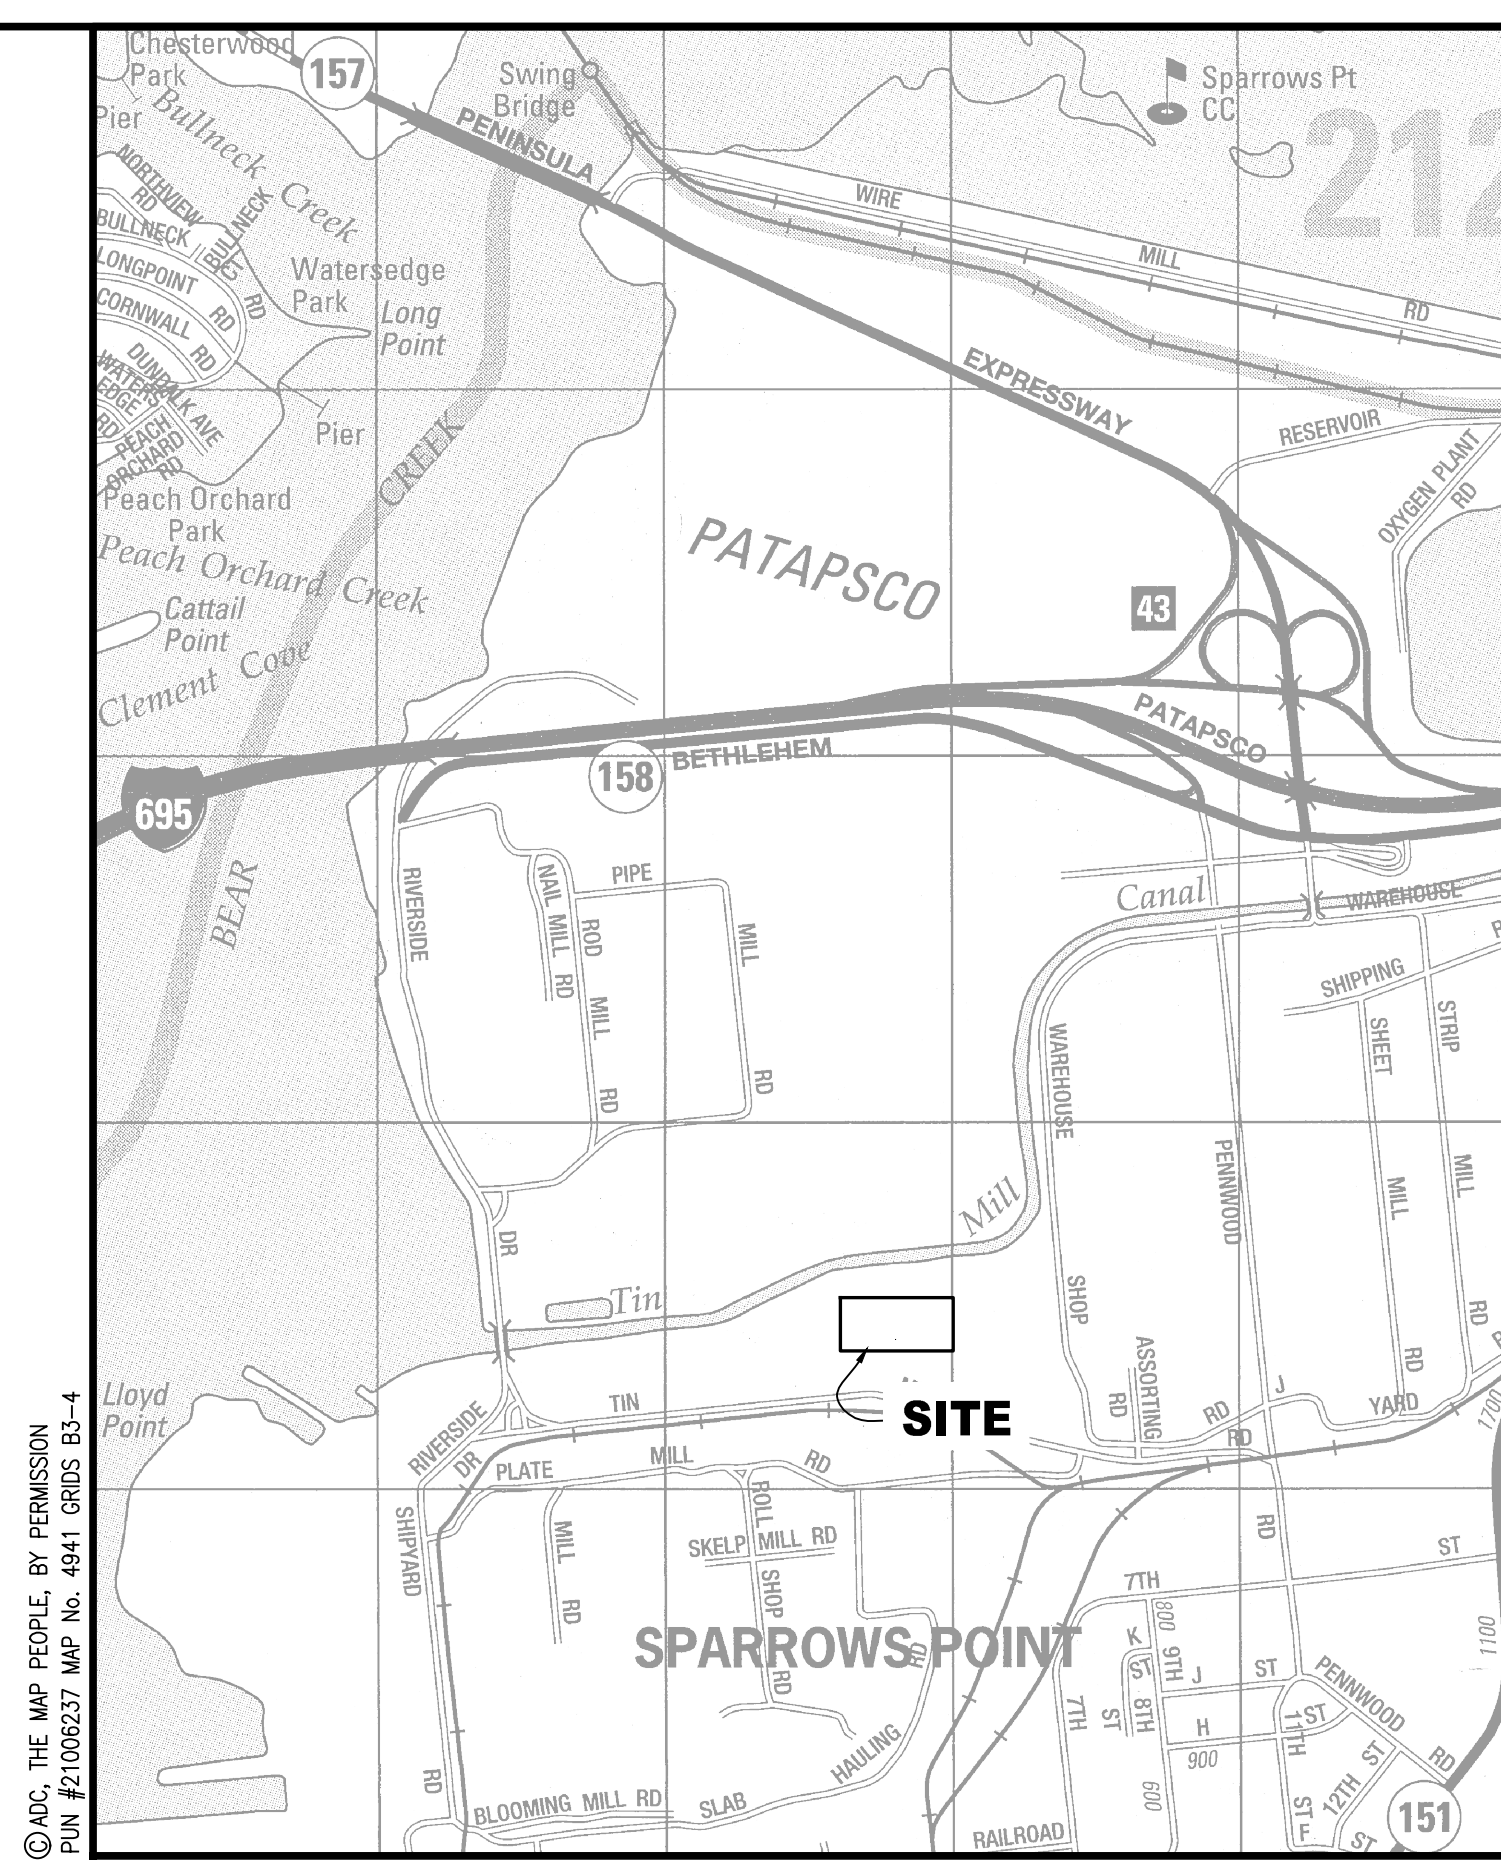 Chesterwood
Park
157
Swing
Bridge
Sparrows Pt
CC
212
Pier
Bullneck Creek
PENINSULA
NORTHVIEW
RD
BULLNECK
BULLNECK
RD
LONGPOINT
RD
CORNWALL
RD
DUNDALK AVE
WATERS
EDGE
RD
PEACH
ORCHARD
RD
Watersedge
Park
Long
Point
WIRE
MILL
RD
EXPRESSWAY
Pier
CREEK
RESERVOIR
OXYGEN PLANT
RD
Peach Orchard
Park
Peach Orchard Creek
PATAPSCO
Cattail
Point
43
Clement Cove
PATAPSCO
BETHLEHEM
158
695
BEAR
RIVERSIDE
NAIL MILL RD
PIPE
ROD
MILL
RD
MILL
RD
Canal
WAREHOUSE
SHIPPING
STRIP
SHEET
WAREHOUSE
PENNWOOD
MILL
MILL
Mill
DR
Tin
SHOP
RD
RD
ASSORTING
RD
Lloyd
Point
TIN
SITE
RD
J
YARD
1700
RIVERSIDE
DR
MILL
RD
RD
PLATE
ROLL
SHIPYARD
MILL
RD
SKELP MILL RD
SHOP
RD
RD
ST
7TH
800
SPARROWS POINT
RD
K
ST
9TH
J
ST
1100
PENNWOOD
RD
7TH
ST
8TH
H
900
11TH
ST
HAULING
12TH
ST
RD
BLOOMING MILL RD
SLAB
600
ST
F
ST
151
RAILROAD
© ADC, THE MAP PEOPLE, BY PERMISSION
PUN #21006237 MAP No. 4941 GRIDS B3-4